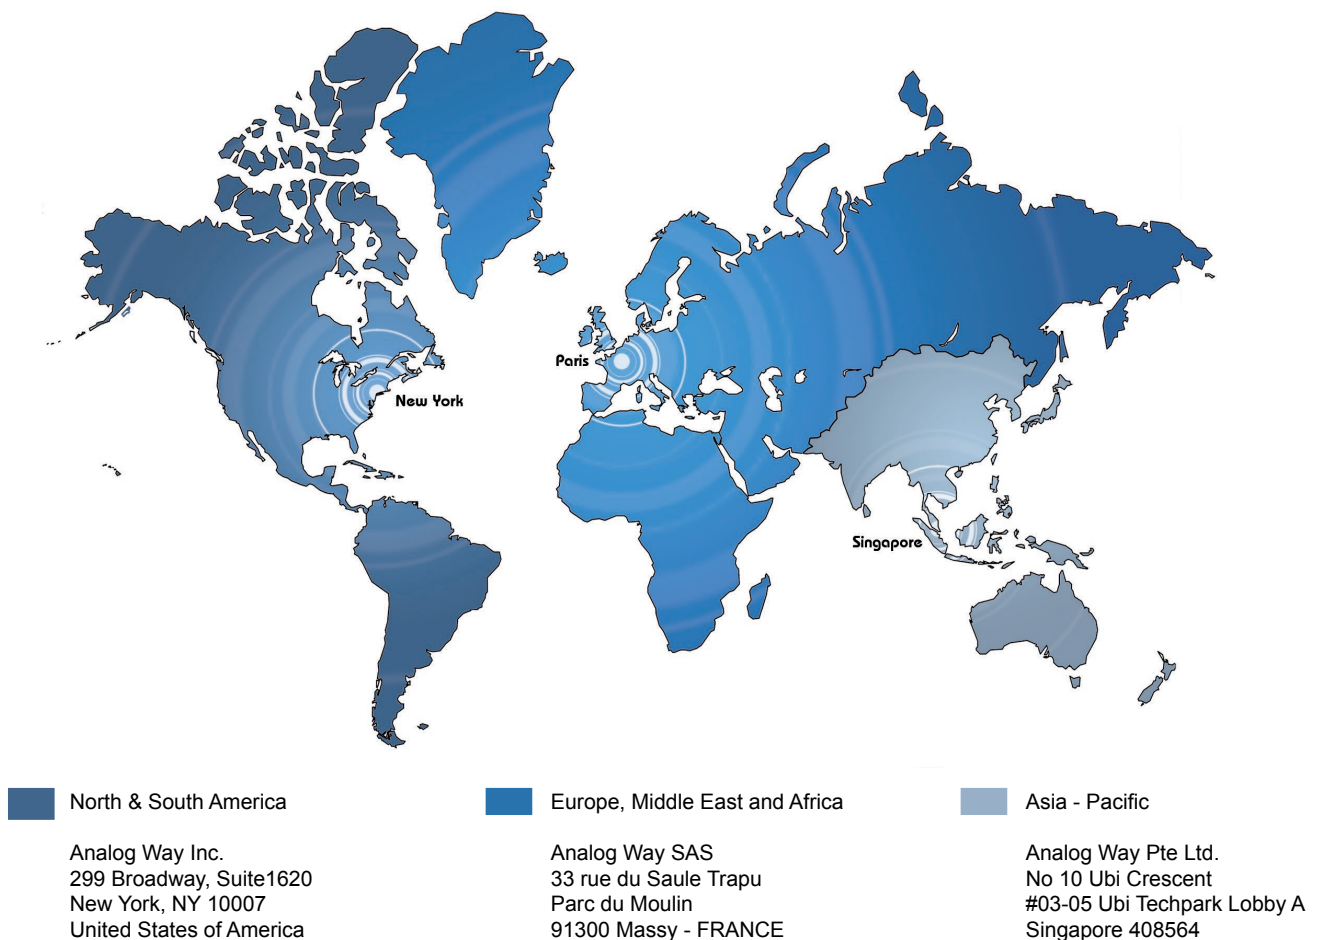 Paris
New York
Singapore
North & South America
Analog Way Inc.
299 Broadway, Suite1620
New York, NY 10007
United States of America
Europe, Middle East and Africa
Analog Way SAS
33 rue du Saule Trapu
Parc du Moulin
91300 Massy - FRANCE
Asia - Pacific
Analog Way Pte Ltd.
No 10 Ubi Crescent
#03-05 Ubi Techpark Lobby A
Singapore 408564